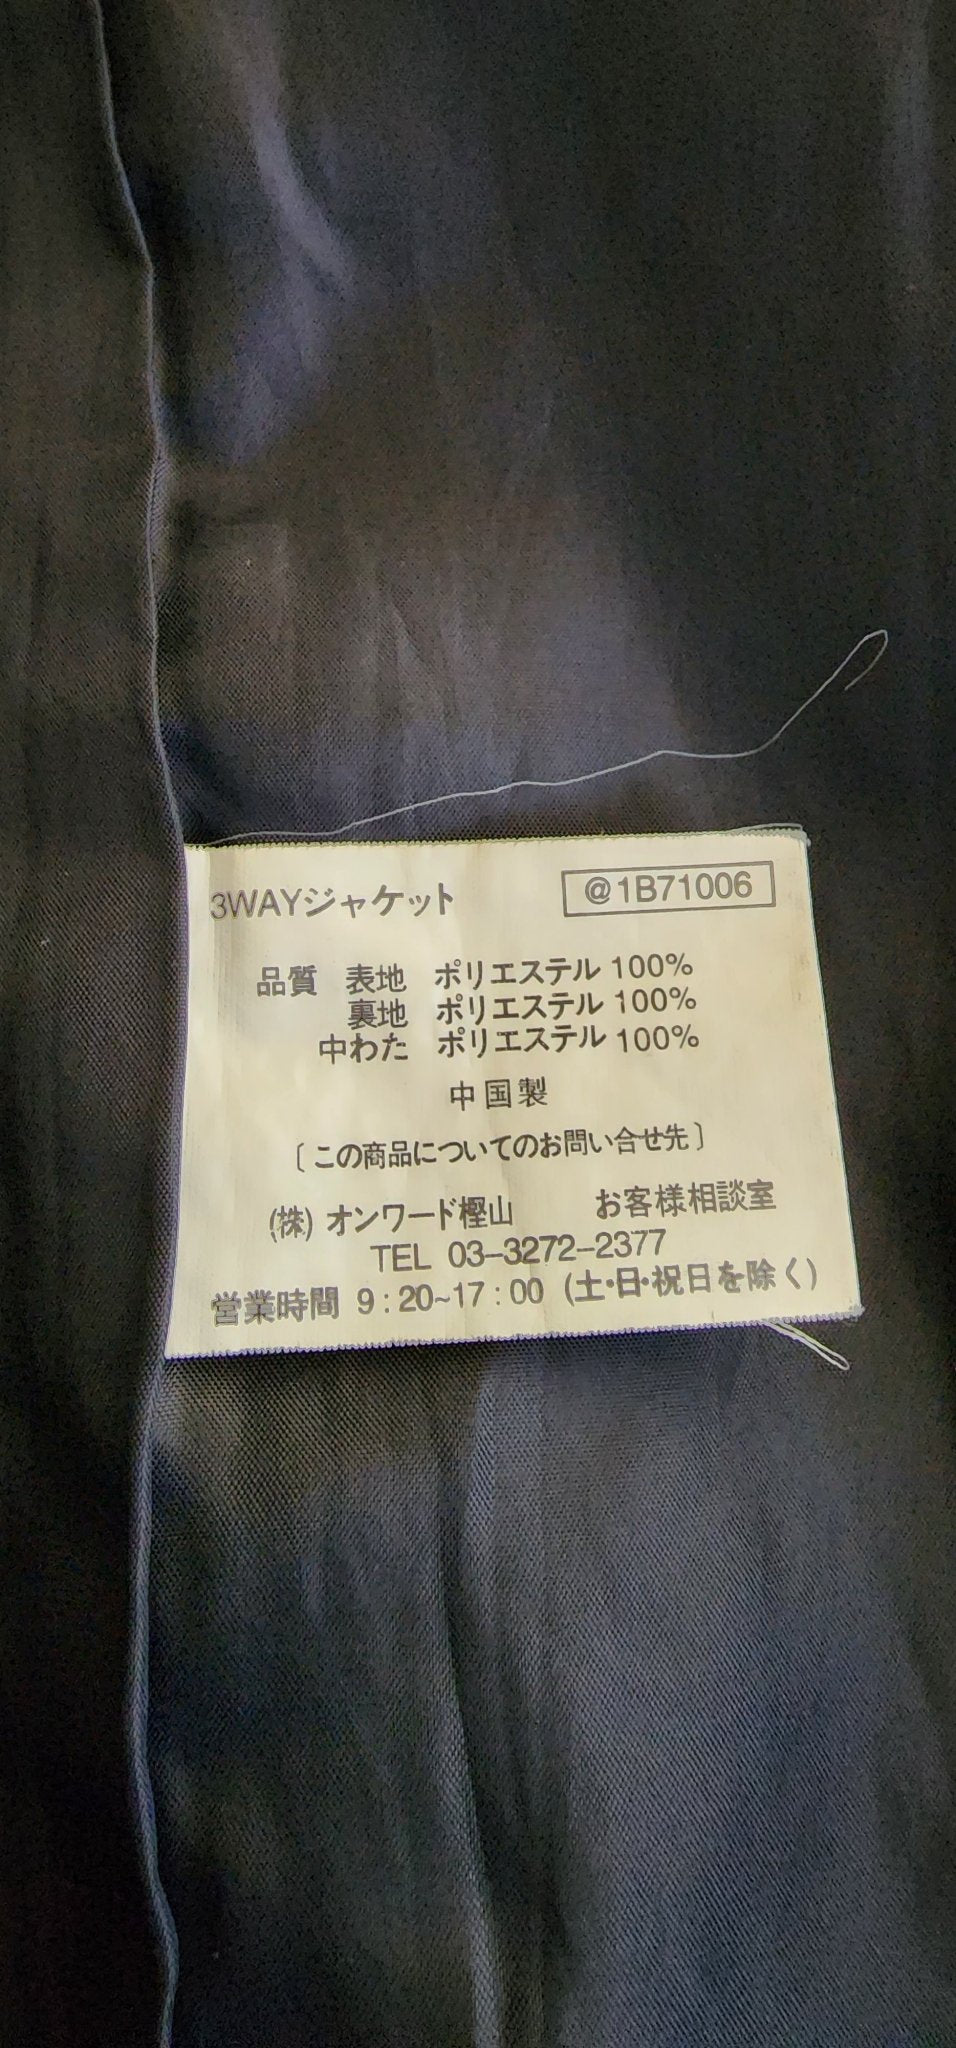 3WAYジャケット @1B71006
品質 表地 ポリエステル 100%
裏地 ポリエステル 100%
中わた ポリエステル 100%
中国製
〔この商品についてのお問い合せ先〕
(株) オンワード樫山 お客様相談室
TEL 03-3272-2377
営業時間 9:20~17:00 (土・日・祝日を除く)